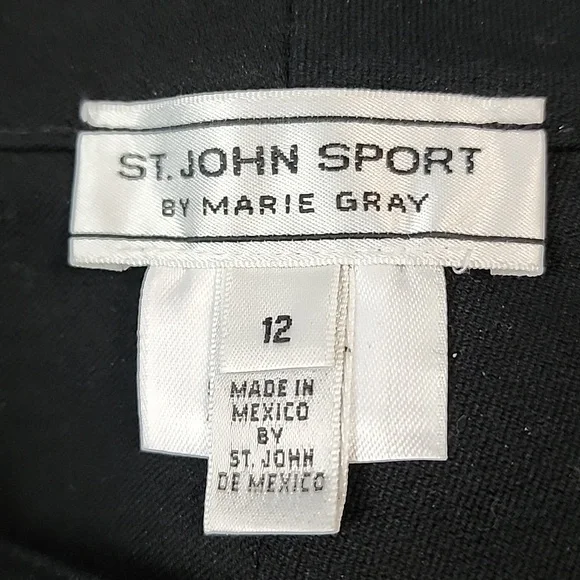 ST. JOHN SPORT
BY MARIE GRAY
12
MADE IN
MEXICO
BY
ST. JOHN
DE MEXICO